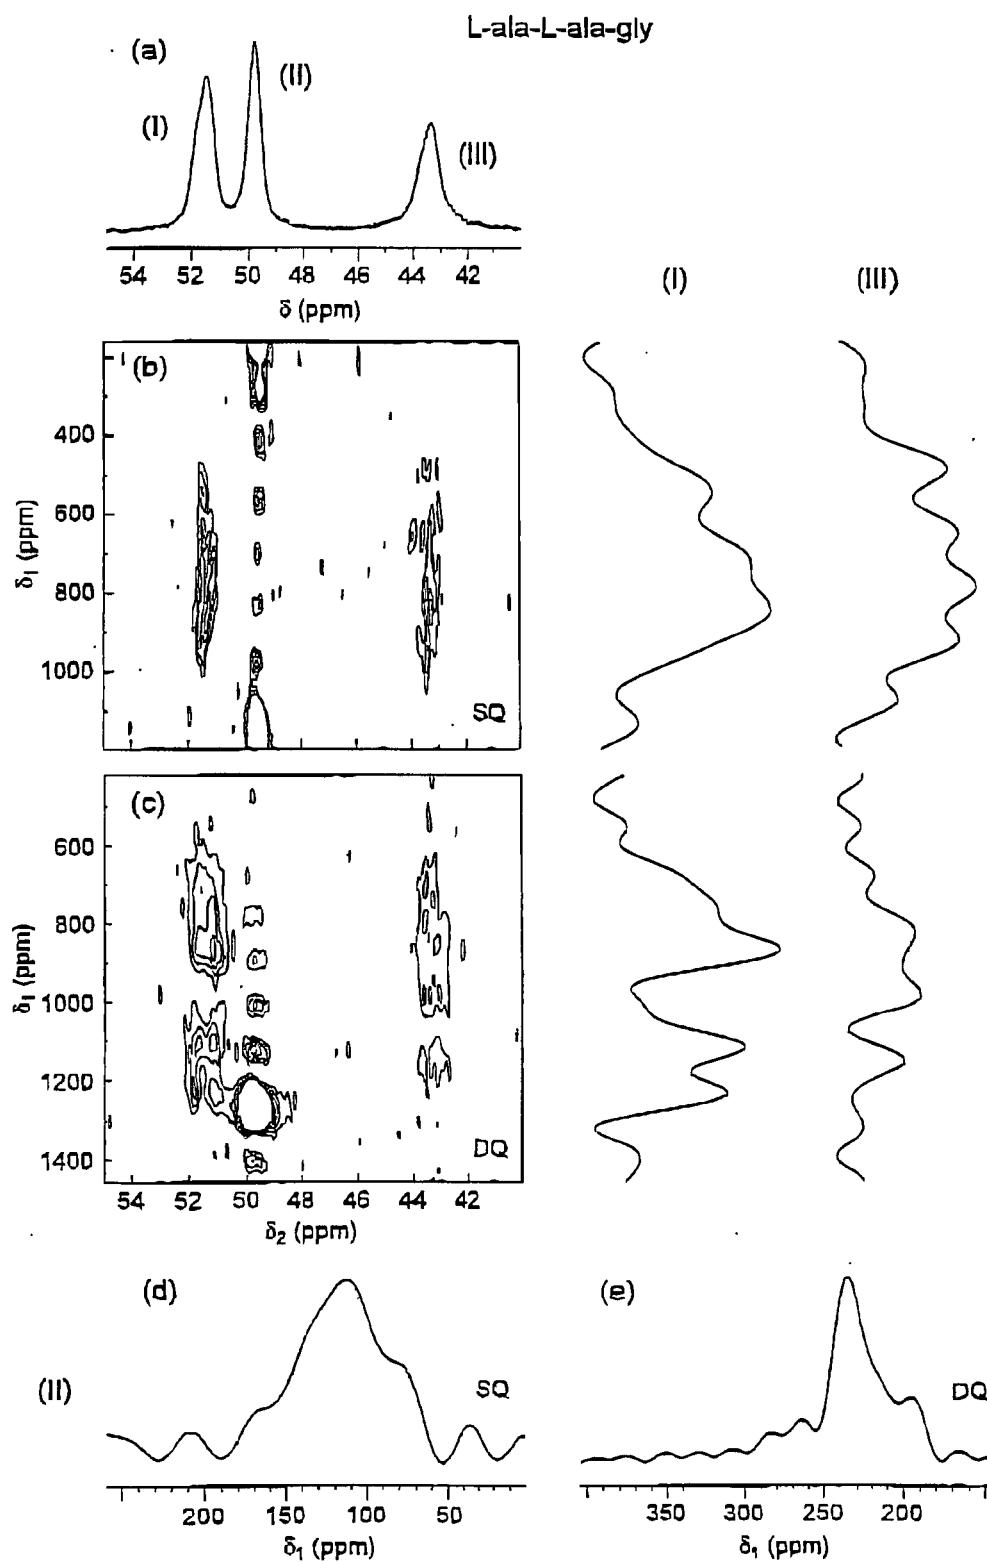 L-ala-L-ala-gly
(a)
(I)
(II)
(III)
54 52 50 48 46 44 42
δ (ppm)
(I) (III)
(b)
400
600
800
1000
δ1 (ppm)
SQ
(c)
600
800
1000
1200
1400
δ1 (ppm)
DQ
54 52 50 48 46 44 42
δ2 (ppm)
(d)
(II)
SQ
200 150 100 50
δ1 (ppm)
(e)
DQ
350 300 250 200
δ1 (ppm)